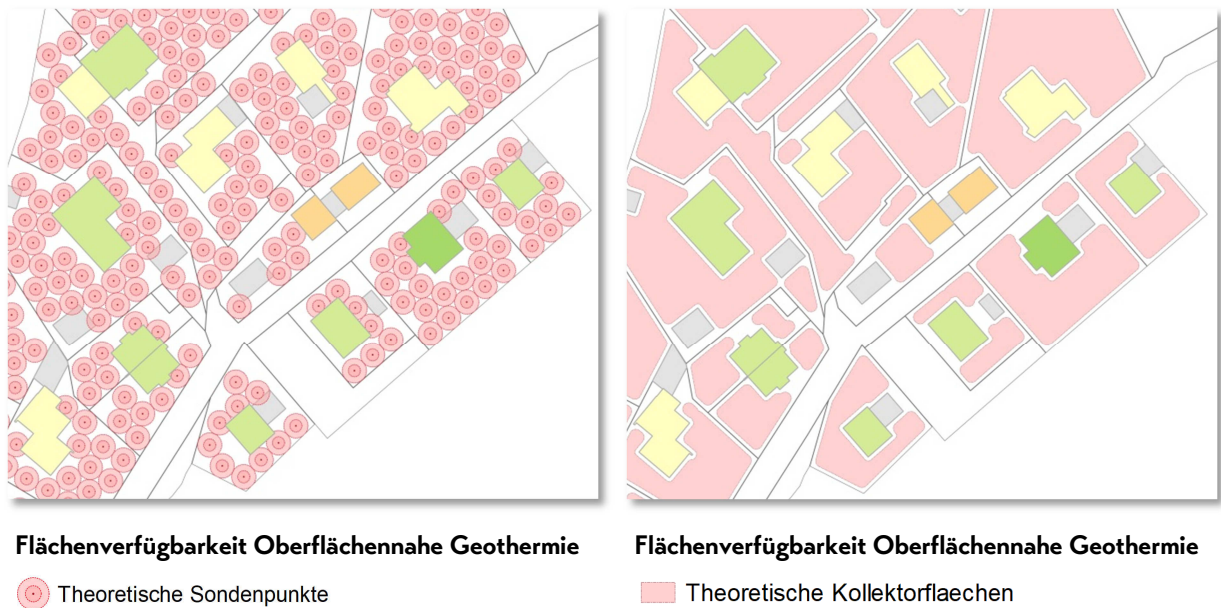 Flächenverfügbarkeit Oberflächennahe Geothermie
Theoretische Sondenpunkte
Flächenverfügbarkeit Oberflächennahe Geothermie
Theoretische Kollektorflaechen